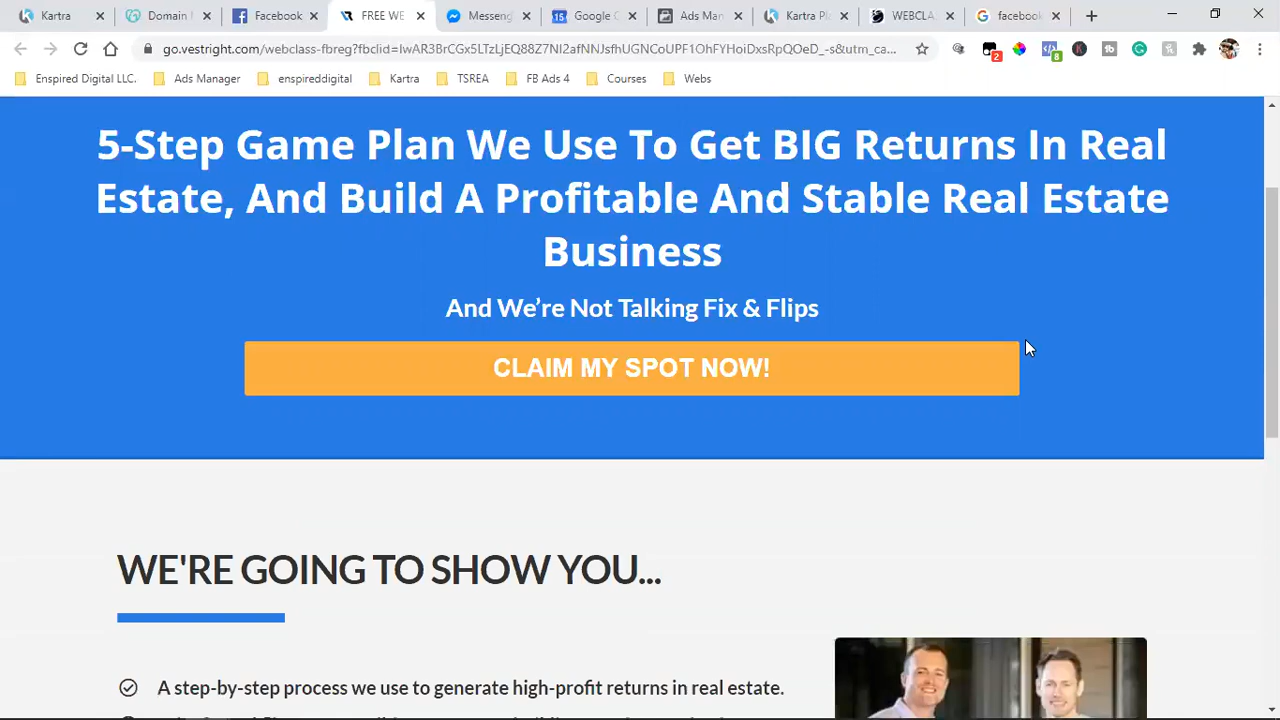 Kartra
Domain
Facebook
FREE WE
Messeng
Google C
Ads Ma
Kartra Pi
WEBCLA
facebook
go.vestright.com/webclass-fbreg?fbclid=IwAR3BrCGx5LTzLjEQ88Z7NI2afNNJsfhUGNCoUPF1OhFYHoiDxsRpQOeD_-s&utm_ca...
Enspired Digital LLC.
Ads Manager
enspireddigital
Kartra
TSREA
FB Ads 4
Courses
Webs
5-Step Game Plan We Use To Get BIG Returns In Real
Estate, And Build A Profitable And Stable Real Estate
Business
And We’re Not Talking Fix & Flips
CLAIM MY SPOT NOW!
WE'RE GOING TO SHOW YOU...
A step-by-step process we use to generate high-profit returns in real estate.